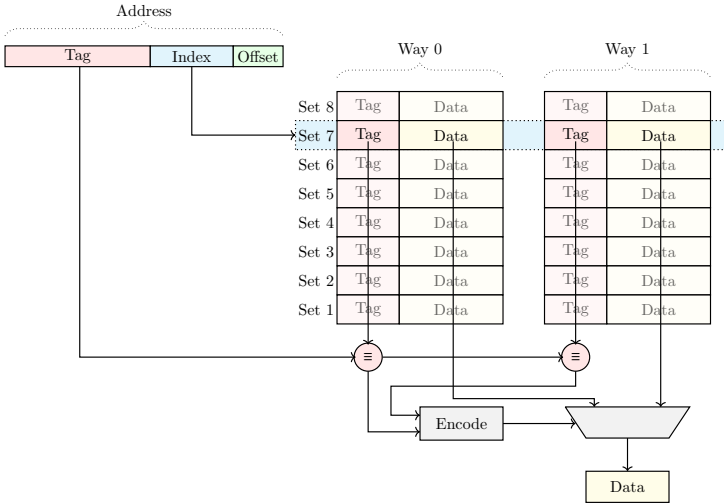 Address
Tag Index Offset
Way 0 Way 1
Set 8 Tag Data Tag Data
Set 7 Tag Data Tag Data
Set 6 Tag Data Tag Data
Set 5 Tag Data Tag Data
Set 4 Tag Data Tag Data
Set 3 Tag Data Tag Data
Set 2 Tag Data Tag Data
Set 1 Tag Data Tag Data
≡ ≡
Encode
Data